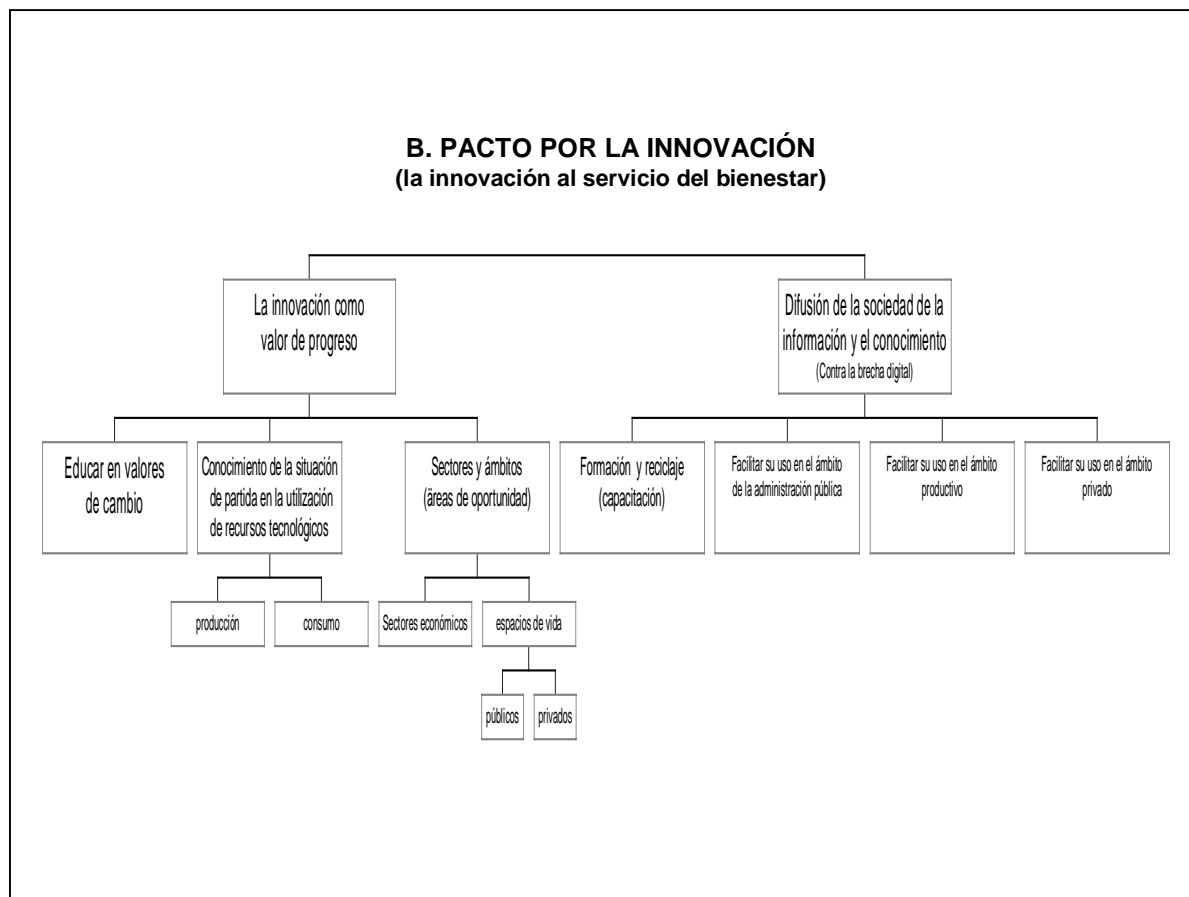 B. PACTO POR LA INNOVACIÓN
(la innovación al servicio del bienestar)
La innovación como
valor de progreso
Difusión de la sociedad de la
información y el conocimiento
(Contra la brecha digital)
Educar en valores
de cambio
Conocimiento de la situación
de partida en la utilización
de recursos tecnológicos
Sectores y ámbitos
(äreas de oportunidad)
Formación y reciclaje
(capacitación)
Facilitar su uso en el ámbito
de la administración pública
Facilitar su uso en el ámbito
productivo
Facilitar su uso en el ámbito
privado
producción
consumo
Sectores económicos
espacios de vida
públicos
privados